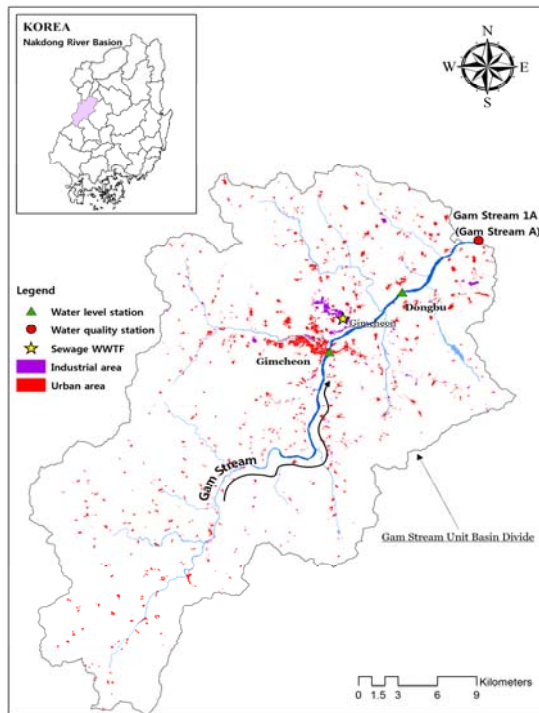 KOREA
Nakdong River Basion
N
W
E
S
Gam Stream 1A
(Gam Stream A)
Dongbu
Gimcheon
Gimcheon
Legend
Water level station
Water quality station
Sewage WWTF
Industrial area
Urban area
Gam Stream
Gam Stream Unit Basin Divide
Kilometers
0 1.5 3 6 9